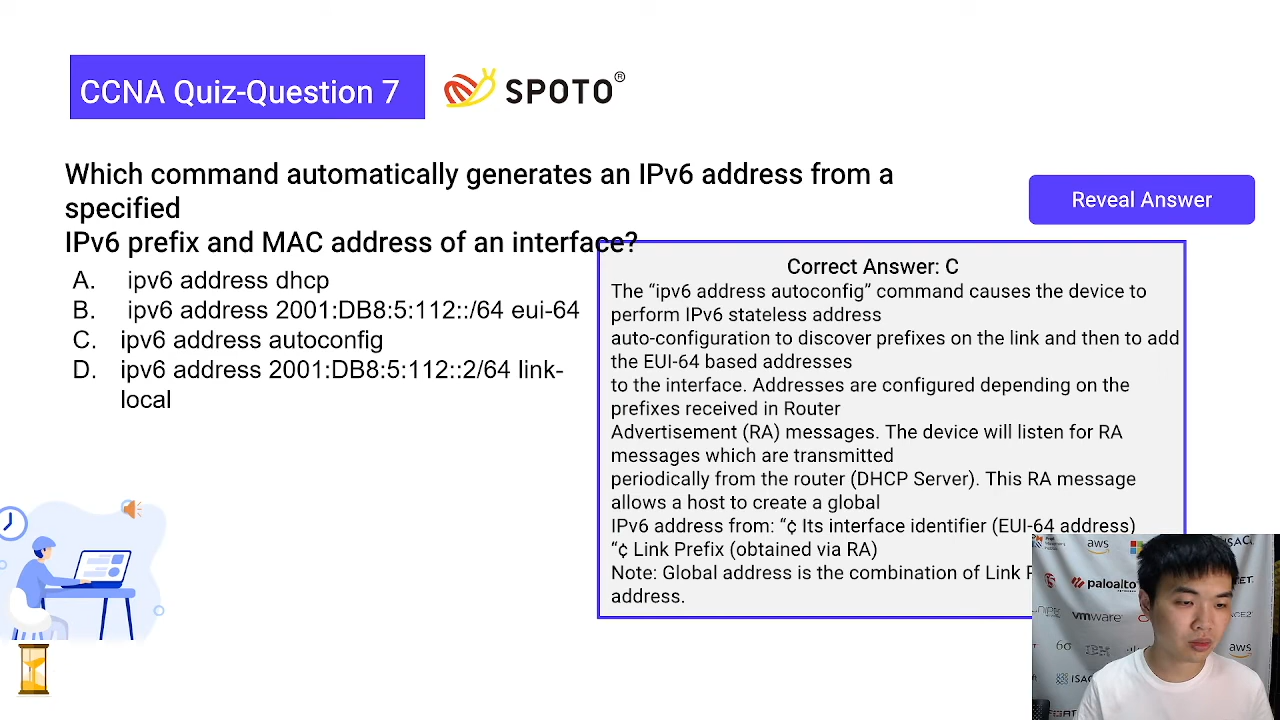 CCNA Quiz-Question 7
SPOTO®
Which command automatically generates an IPv6 address from a
specified
IPv6 prefix and MAC address of an interface?
Reveal Answer
A. ipv6 address dhcp
B. ipv6 address 2001:DB8:5:112::/64 eui-64
C. ipv6 address autoconfig
D. ipv6 address 2001:DB8:5:112::2/64 link-
local
Correct Answer: C
The “ipv6 address autoconfig” command causes the device to
perform IPv6 stateless address
auto-configuration to discover prefixes on the link and then to add
the EUI-64 based addresses
to the interface. Addresses are configured depending on the
prefixes received in Router
Advertisement (RA) messages. The device will listen for RA
messages which are transmitted
periodically from the router (DHCP Server). This RA message
allows a host to create a global
IPv6 address from: “¢ Its interface identifier (EUI-64 address)
“¢ Link Prefix (obtained via RA)
Note: Global address is the combination of Link
address.
aws
ISAC
paloalto
vmware
6σ
aws
ISAC